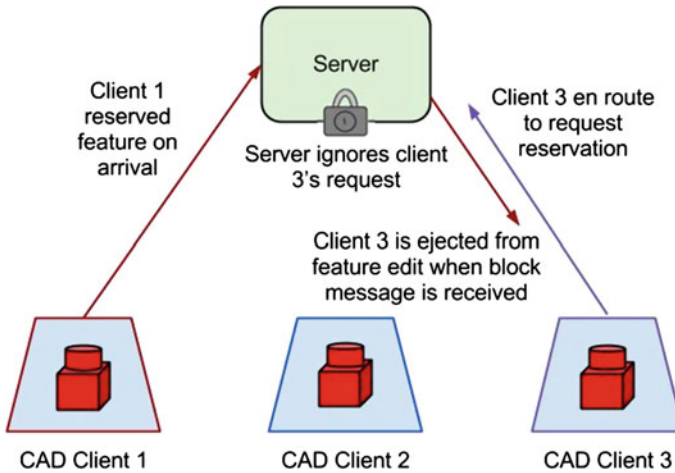 Server
Client 1
reserved
feature on
arrival
Client 3 en route
to request
reservation
Server ignores client
3's request
Client 3 is ejected from
feature edit when block
message is received
CAD Client 1
CAD Client 2
CAD Client 3